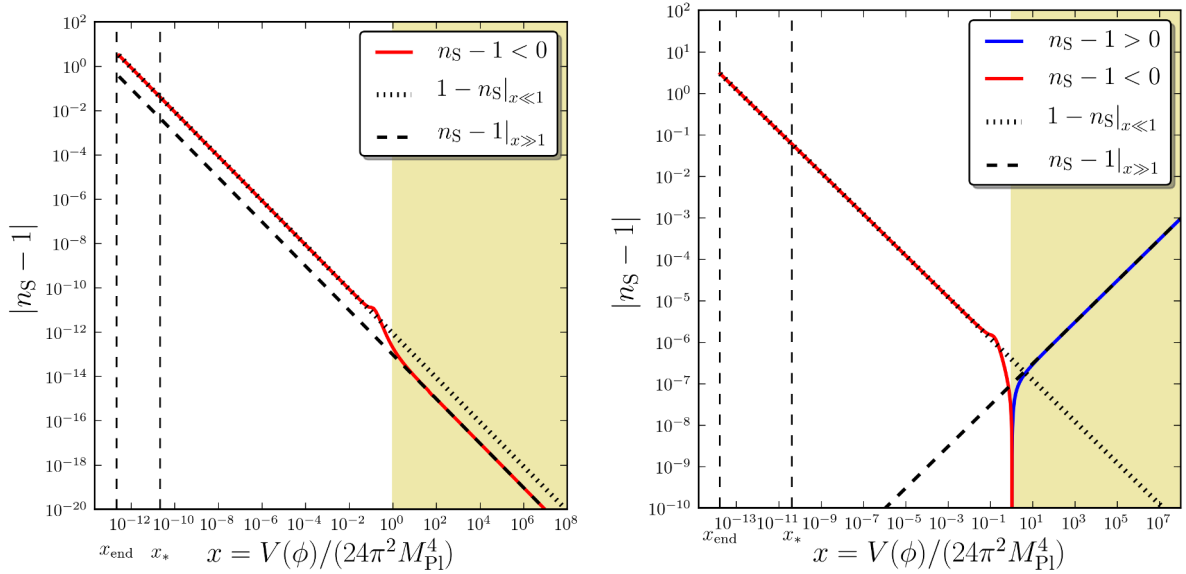 10^2
10^0
10^-2
10^-4
10^-6
10^-8
10^-10
10^-12
10^-14
10^-16
10^-18
10^-20
|n_S − 1|
n_S − 1 < 0
1 − n_S|_{x≪1}
n_S − 1|_{x≫1}
10^-12 10^-10 10^-8 10^-6 10^-4 10^-2 10^0 10^2 10^4 10^6 10^8
x_end x_* x = V(ϕ)/(24π^2 M_Pl^4)
10^2
10^1
10^0
10^-1
10^-2
10^-3
10^-4
10^-5
10^-6
10^-7
10^-8
10^-9
10^-10
|n_S − 1|
n_S − 1 > 0
n_S − 1 < 0
1 − n_S|_{x≪1}
n_S − 1|_{x≫1}
10^-13 10^-11 10^-9 10^-7 10^-5 10^-3 10^-1 10^1 10^3 10^5 10^7
x_end x_* x = V(ϕ)/(24π^2 M_Pl^4)